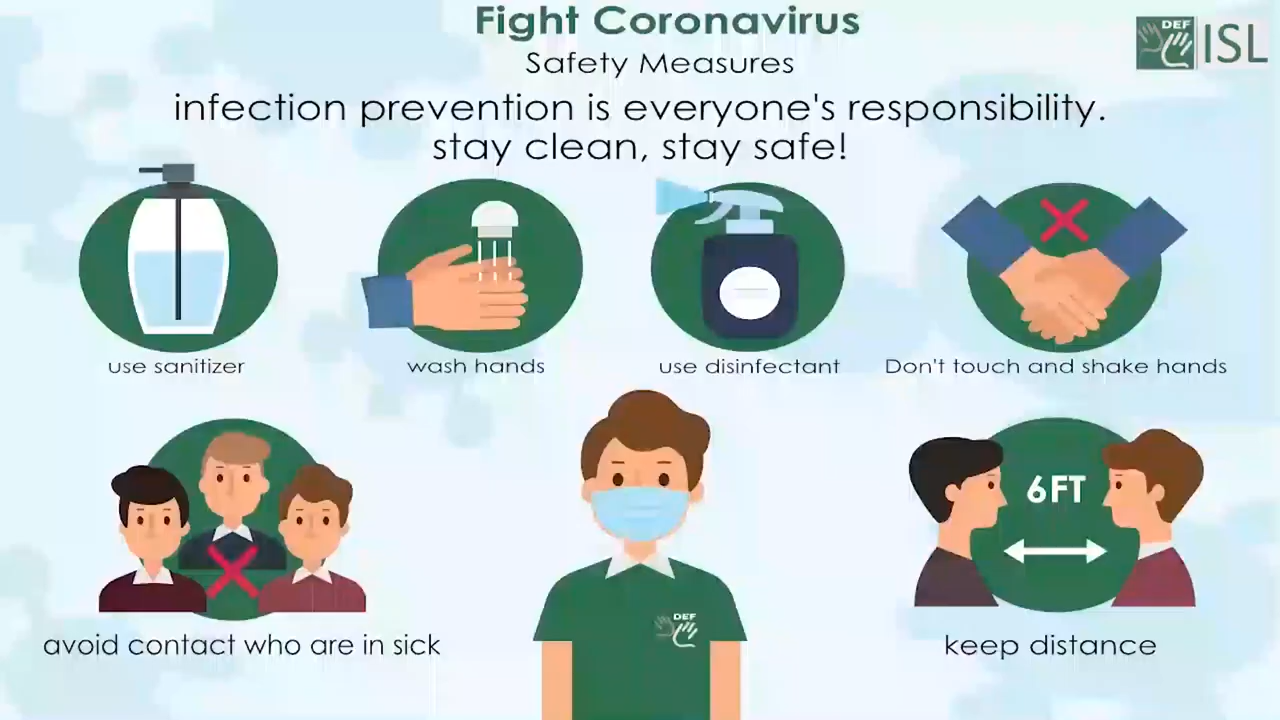 Fight Coronavirus
DEF
ISL
Safety Measures
infection prevention is everyone's responsibility.
stay clean, stay safe!
use sanitizer
wash hands
use disinfectant
Don't touch and shake hands
6FT
DEF
avoid contact who are in sick
keep distance